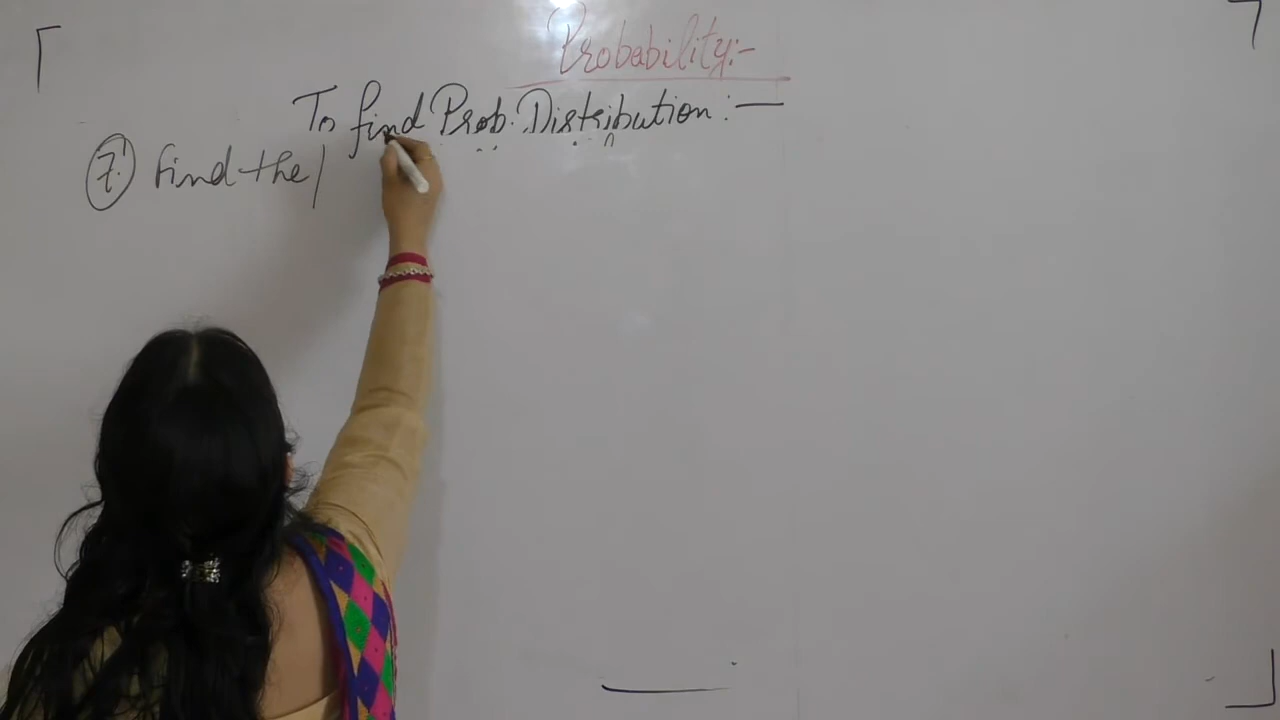 Probability:-
To find Prob. Distribution:-
7. Find the